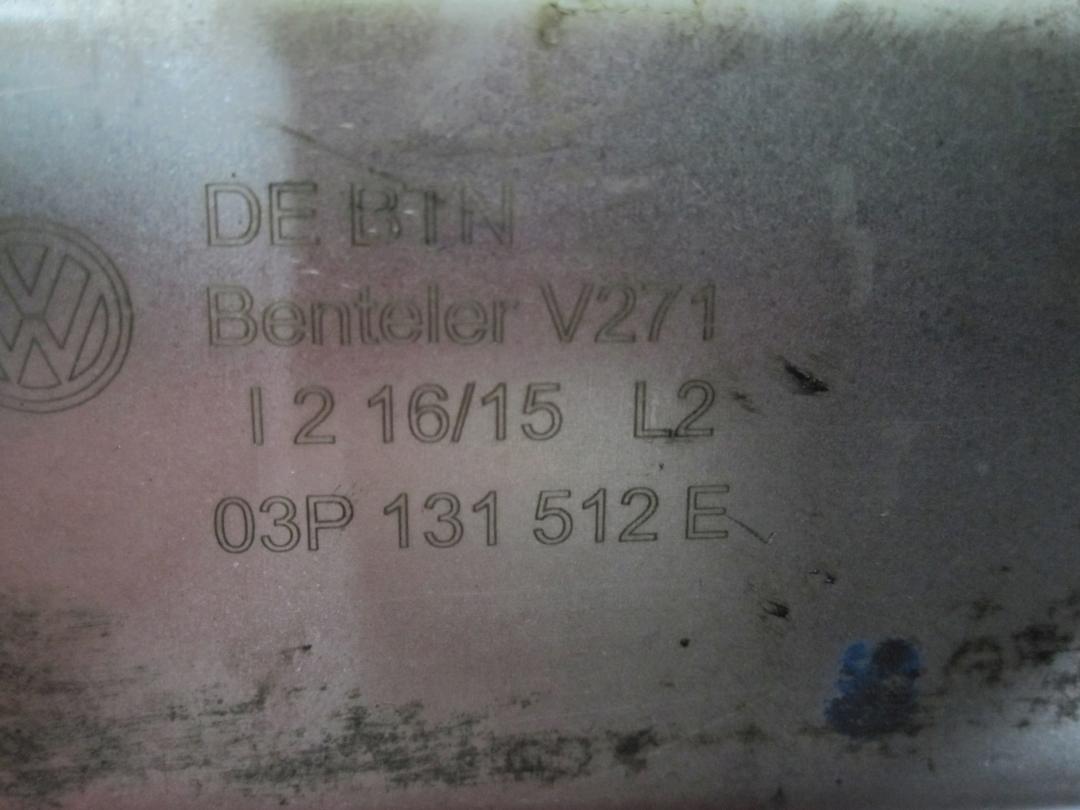 DE BTN
Benteler V271
I 2 16/15 L2
03P 131 512 E